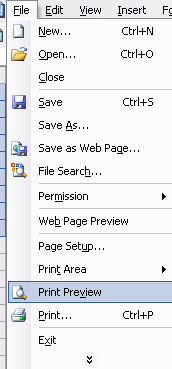 File Edit View Insert F
New... Ctrl+N
Open... Ctrl+O
Close
Save Ctrl+S
Save As...
Save as Web Page...
File Search...
Permission
Web Page Preview
Page Setup...
Print Area
Print Preview
Print... Ctrl+P
Exit